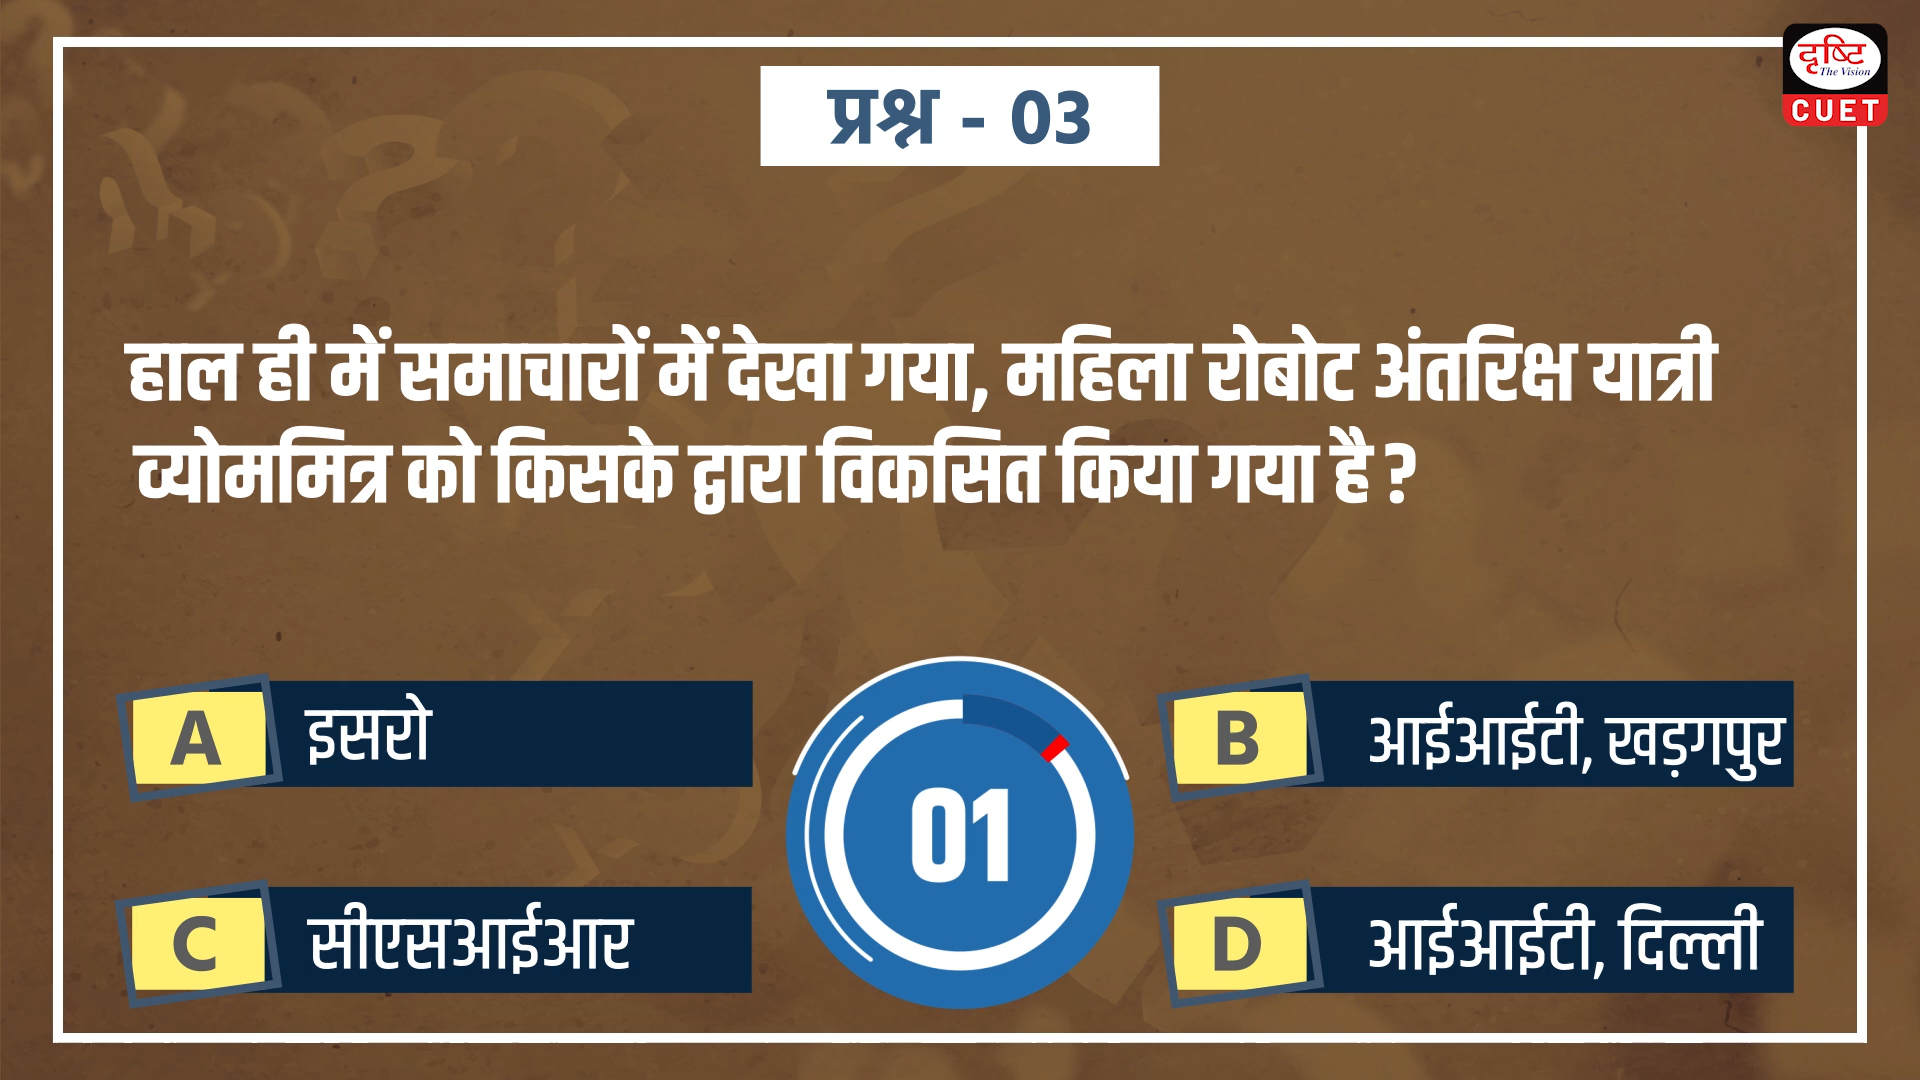 दृष्टि
The Vision
CUET
प्रश्न - 03
हाल ही में समाचारों में देखा गया, महिला रोबोट अंतरिक्ष यात्री
व्योममित्र को किसके द्वारा विकसित किया गया है ?
A इसरो
B आईआईटी, खड़गपुर
01
C सीएसआईआर
D आईआईटी, दिल्ली